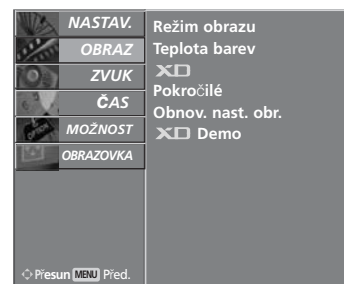 NASTAV.
OBRAZ
ZVUK
ČAS
MOŽNOST
OBRAZOVKA
Přesun MENU Před.
Režim obrazu
Teplota barev
XD
Pokročilé
Obnov. nast. obr.
XD Demo